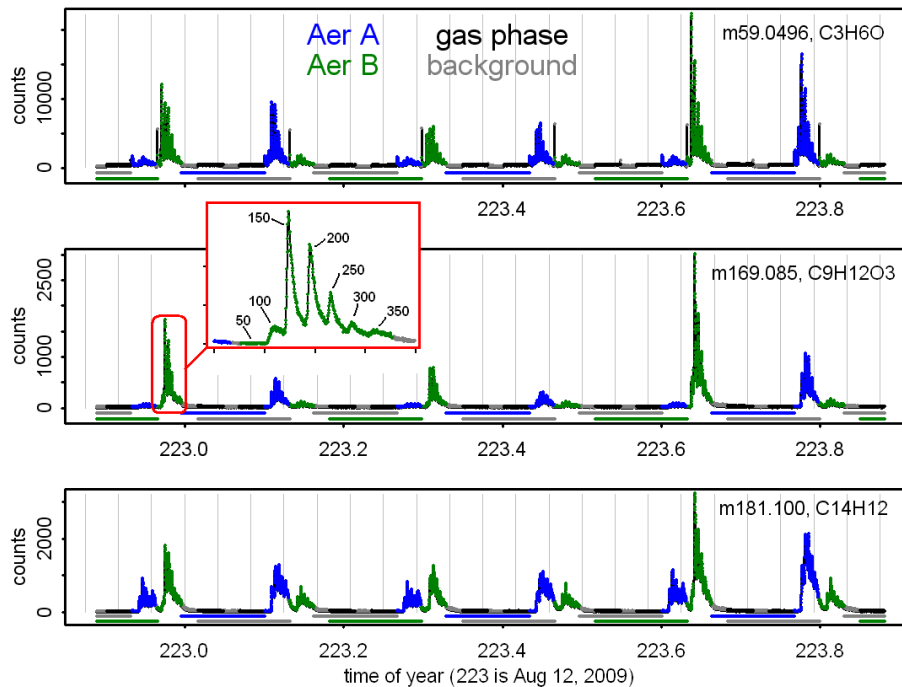 Aer A gas phase m59.0496, C3H6O
Aer B background
counts
0 10000
223.0 223.4 223.6 223.8
150
200
250
100
300
50
350
m169.085, C9H12O3
counts
0 1000 2500
223.0 223.2 223.4 223.6 223.8
m181.100, C14H12
counts
0 2000
223.0 223.2 223.4 223.6 223.8
time of year (223 is Aug 12, 2009)